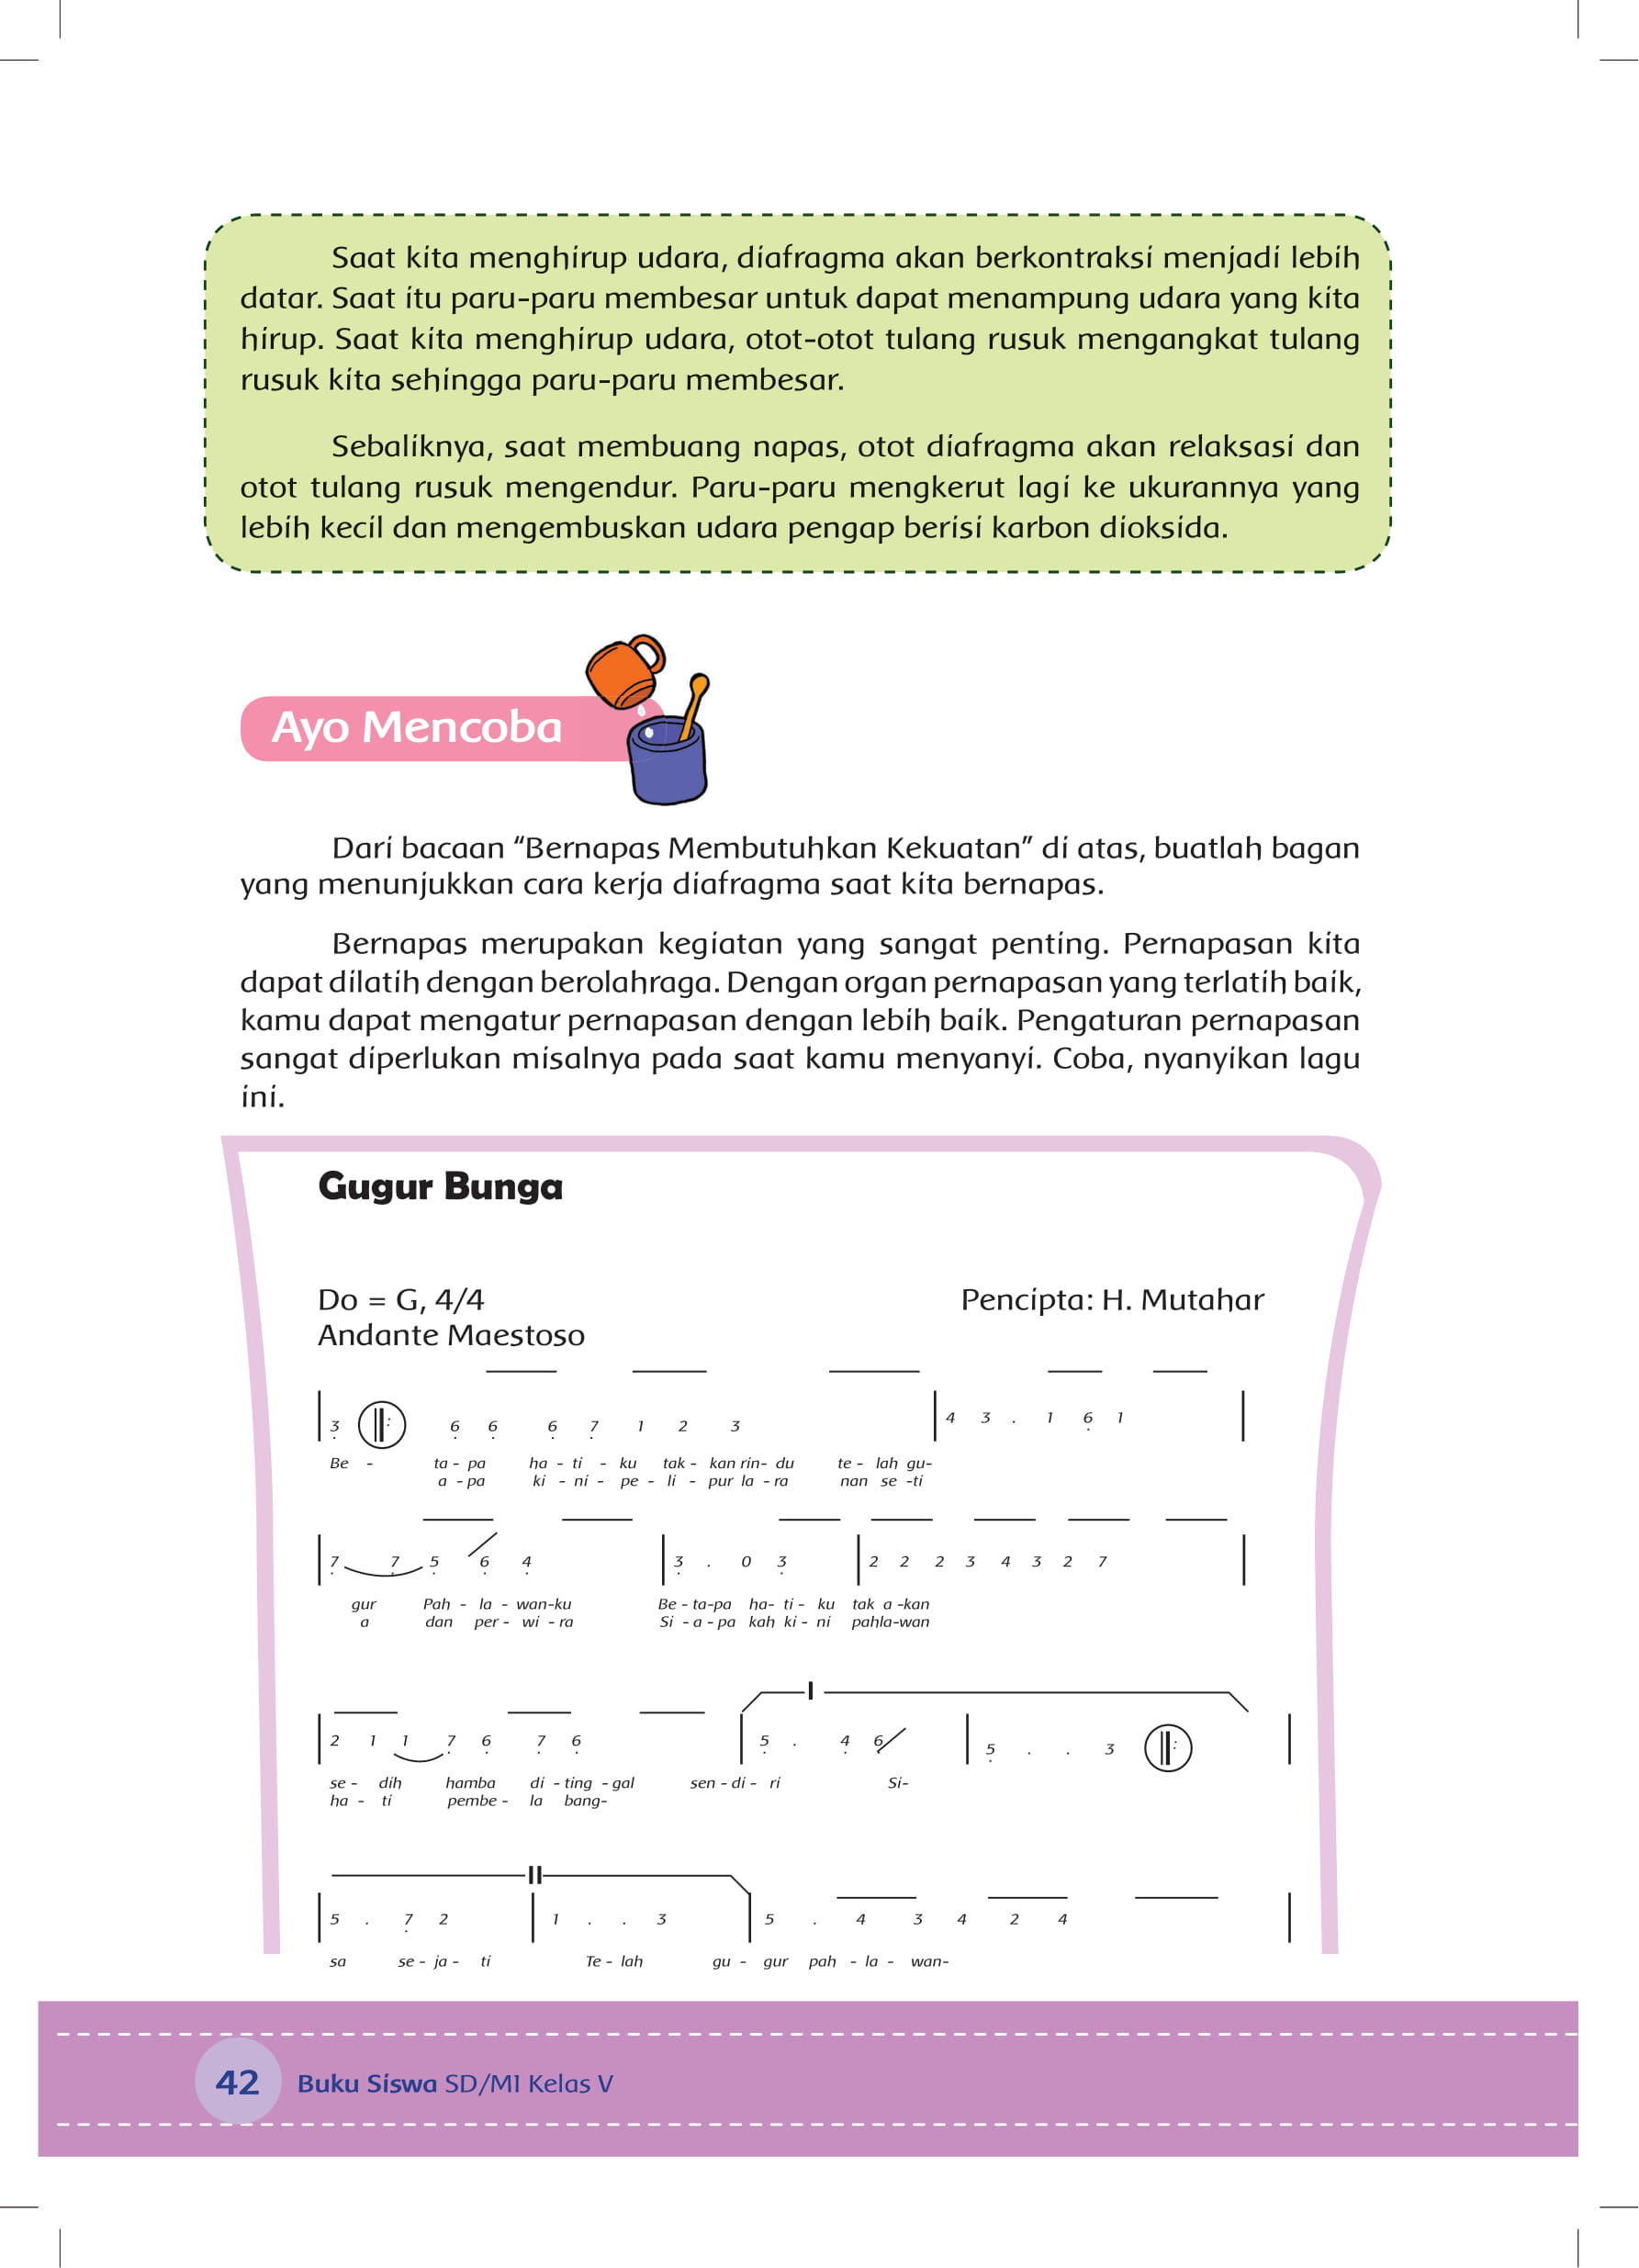 Saat kita menghirup udara, diafragma akan berkontraksi menjadi lebih
datar. Saat itu paru-paru membesar untuk dapat menampung udara yang kita
hirup. Saat kita menghirup udara, otot-otot tulang rusuk mengangkat tulang
rusuk kita sehingga paru-paru membesar.
Sebaliknya, saat membuang napas, otot diafragma akan relaksasi dan
otot tulang rusuk mengendur. Paru-paru mengkerut lagi ke ukurannya yang
lebih kecil dan mengembuskan udara pengap berisi karbon dioksida.
Ayo Mencoba
Dari bacaan “Bernapas Membutuhkan Kekuatan” di atas, buatlah bagan
yang menunjukkan cara kerja diafragma saat kita bernapas.
Bernapas merupakan kegiatan yang sangat penting. Pernapasan kita
dapat dilatih dengan berolahraga. Dengan organ pernapasan yang terlatih baik,
kamu dapat mengatur pernapasan dengan lebih baik. Pengaturan pernapasan
sangat diperlukan misalnya pada saat kamu menyanyi. Coba, nyanyikan lagu
ini.
Gugur Bunga
Do = G, 4/4 Pencipta: H. Mutahar
Andante Maestoso
3 6 6 6 7 1 2 3 4 3 . 1 6 1
Be - ta - pa ha - ti - ku tak - kan rin- du te - lah gu-
a - pa ki - ni - pe - li - pur la - ra nan se -ti
7 7 5 6 4 3 . 0 3 2 2 2 3 4 3 2 7
gur Pah - la - wan-ku Be - ta-pa ha- ti - ku tak a -kan
a dan per - wi - ra Si - a - pa kah ki - ni pahla-wan
I
2 1 1 7 6 7 6 5 . 4 6 5 . . 3
se - dih hamba di - ting - gal sen - di - ri Si-
ha - ti pembe - la bang-
II
5 . 7 2 1 . . 3 5 . 4 3 4 2 4
sa se - ja - ti Te - lah gu - gur pah - la - wan-
42 Buku Siswa SD/MI Kelas V